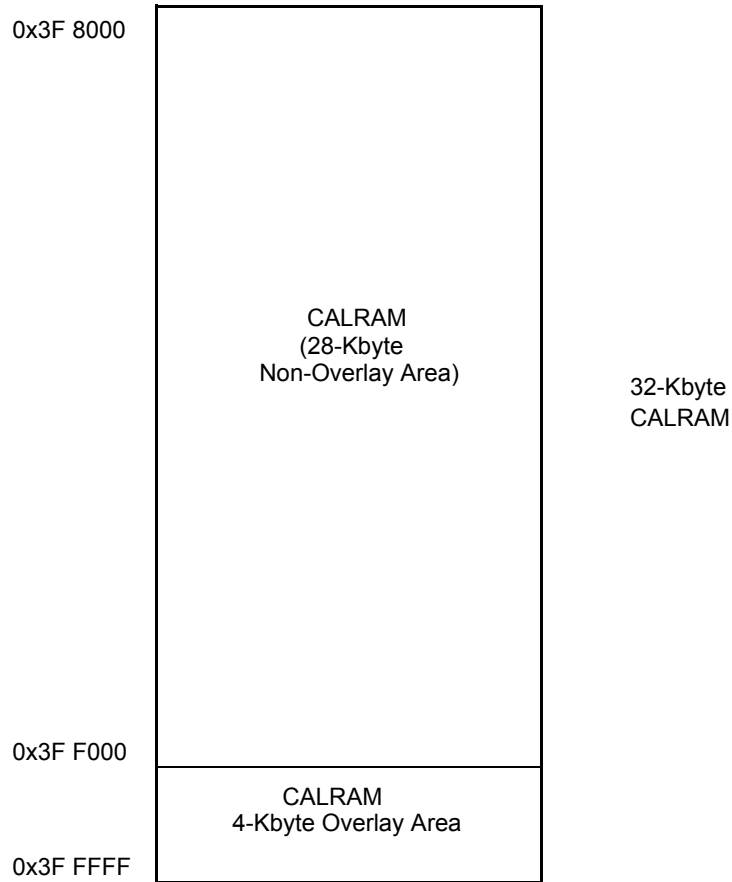 0x3F 8000
CALRAM
(28-Kbyte
Non-Overlay Area)
32-Kbyte
CALRAM
0x3F F000
CALRAM
4-Kbyte Overlay Area
0x3F FFFF